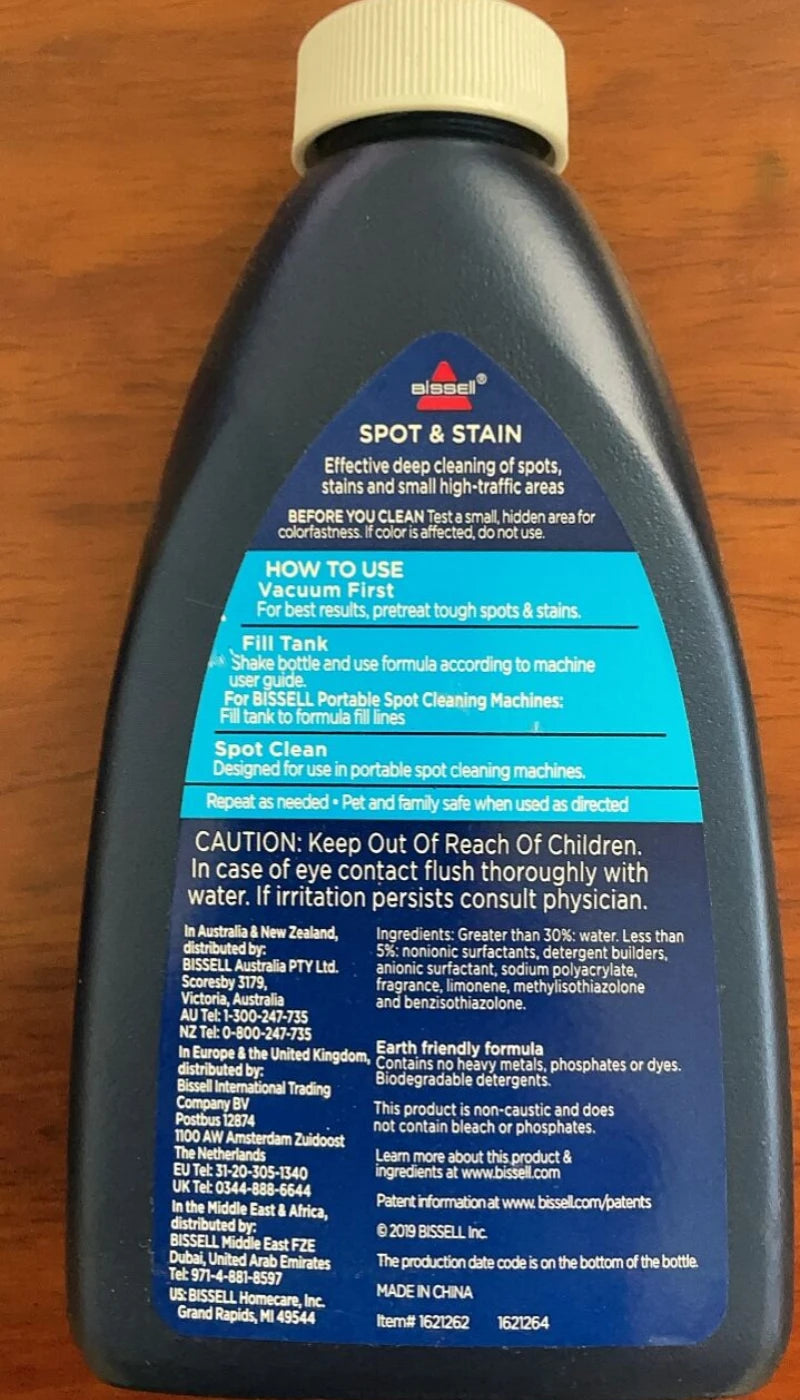 BISSELL®
SPOT & STAIN
Effective deep cleaning of spots,
stains and small high-traffic areas
BEFORE YOU CLEAN Test a small, hidden area for
colorfastness. If color is affected, do not use.
HOW TO USE
Vacuum First
For best results, pretreat tough spots & stains.
Fill Tank
Shake bottle and use formula according to machine
user guide.
For BISSELL Portable Spot Cleaning Machines:
Fill tank to formula fill lines
Spot Clean
Designed for use in portable spot cleaning machines.
Repeat as needed • Pet and family safe when used as directed
CAUTION: Keep Out Of Reach Of Children.
In case of eye contact flush thoroughly with
water. If irritation persists consult physician.
In Australia & New Zealand,
distributed by:
BISSELL Australia PTY Ltd.
Scoresby 3179,
Victoria, Australia
AU Tel: 1-300-247-735
NZ Tel: 0-800-247-735
In Europe & the United Kingdom,
distributed by:
Bissell International Trading
Company BV
Postbus 12874
1100 AW Amsterdam Zuidoost
The Netherlands
EU Tel: 31-20-305-1340
UK Tel: 0344-888-6644
In the Middle East & Africa,
distributed by:
BISSELL Middle East FZE
Dubai, United Arab Emirates
Tel: 971-4-881-8597
US: BISSELL Homecare, Inc.
Grand Rapids, MI 49544
Ingredients: Greater than 30%: water. Less than
5%: nonionic surfactants, detergent builders,
anionic surfactant, sodium polyacrylate,
fragrance, limonene, methylisothiazolone
and benzisothiazolone.
Earth friendly formula
Contains no heavy metals, phosphates or dyes.
Biodegradable detergents.
This product is non-caustic and does
not contain bleach or phosphates.
Learn more about this product &
ingredients at www.bissell.com
Patent information at www. bissell.com/patents
© 2019 BISSELL Inc.
The production date code is on the bottom of the bottle.
MADE IN CHINA
Item# 1621262 1621264